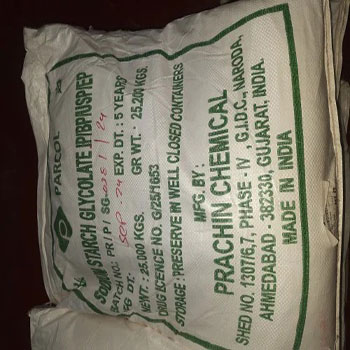 PARCOL
SODIUM STARCH GLYCOLATE IP/BP/USP/EP
BATCH NO.: PR / P / SG- / 24
MFG DT.: SEP - 24 EXP. DT. : 5 YEARS
NEWT. : 25.000 KGS. GR WT. : 25.200 KGS.
DRUG LICENCE NO. G/25/1653
STORAGE : PRESERVE IN WELL CLOSED CONTAINERS
MFG. BY :
PRACHIN CHEMICAL
SHED NO. 1307/6,7, PHASE - IV, G.I.D.C., NARODA,
AHMEDABAD - 382330, GUJARAT, INDIA.
MADE IN INDIA